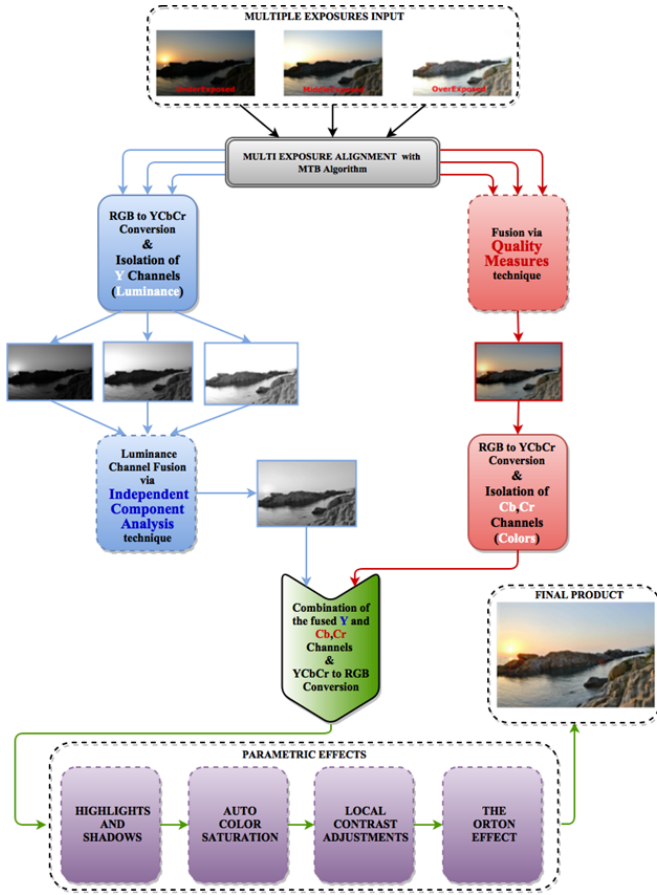 MULTIPLE EXPOSURES INPUT
UnderExposed
MiddleExposed
OverExposed
MULTI EXPOSURE ALIGNMENT with
MTB Algorithm
RGB to YCbCr
Conversion
&
Isolation of
Y Channels
(Luminance)
Fusion via
Quality
Measures
technique
Luminance
Channel Fusion
via
Independent
Component
Analysis
technique
RGB to YCbCr
Conversion
&
Isolation of
Cb,Cr
Channels
(Colors)
Combination of
the fused Y and
Cb,Cr
Channels
&
YCbCr to RGB
Conversion
FINAL PRODUCT
PARAMETRIC EFFECTS
HIGHLIGHTS
AND
SHADOWS
AUTO
COLOR
SATURATION
LOCAL
CONTRAST
ADJUSTMENTS
THE
ORTON
EFFECT